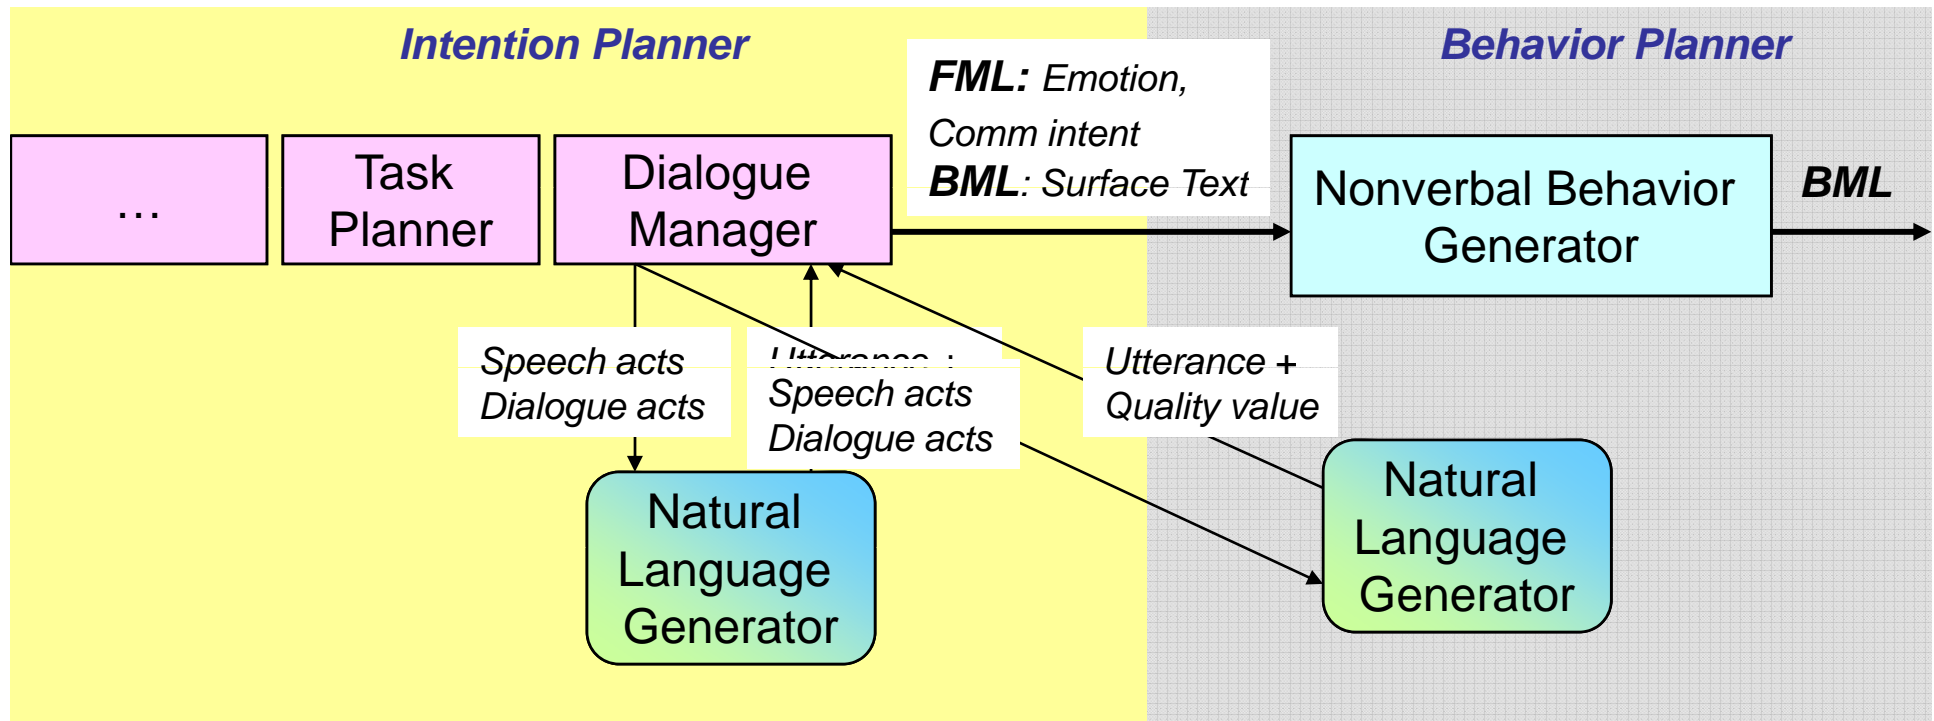 Intention Planner
Behavior Planner
FML: Emotion,
Comm intent
BML: Surface Text
...
Task
Planner
Dialogue
Manager
Nonverbal Behavior
Generator
BML
Speech acts
Dialogue acts
Utterance +
Speech acts
Dialogue acts
Utterance +
Quality value
Natural
Language
Generator
Natural
Language
Generator